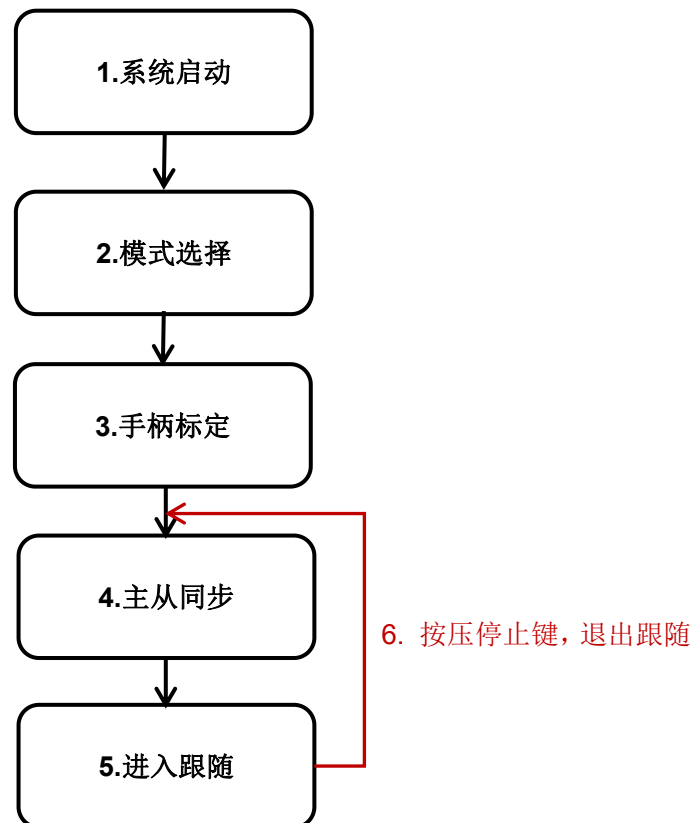 1.系统启动
2.模式选择
3.手柄标定
4.主从同步
6. 按压停止键，退出跟随
5.进入跟随